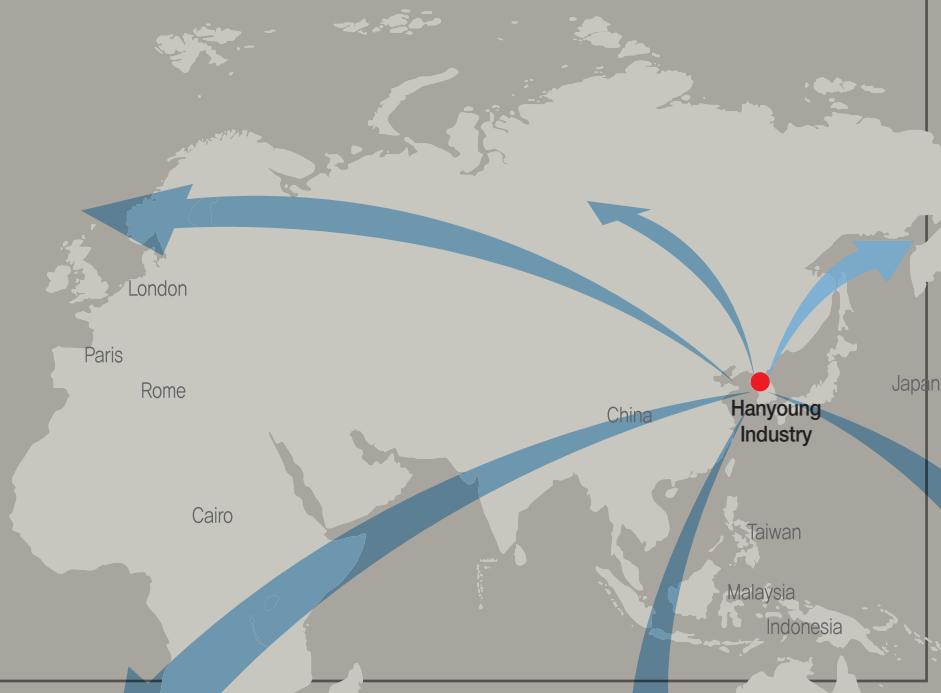 London
Paris
Rome
Japan
China
Hanyoung
Industry
Cairo
Taiwan
Malaysia
Indonesia